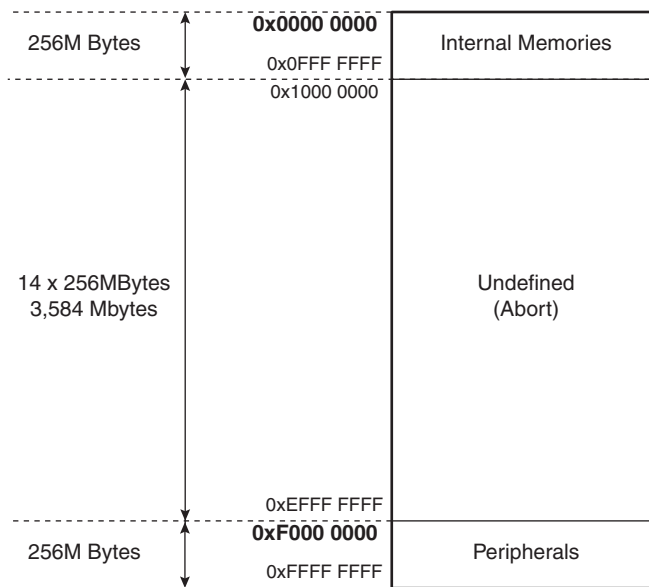 0x0000 0000
256M Bytes
Internal Memories
0x0FFF FFFF
0x1000 0000
14 x 256MBytes
3,584 Mbytes
Undefined
(Abort)
0xEFFF FFFF
0xF000 0000
256M Bytes
Peripherals
0xFFFF FFFF